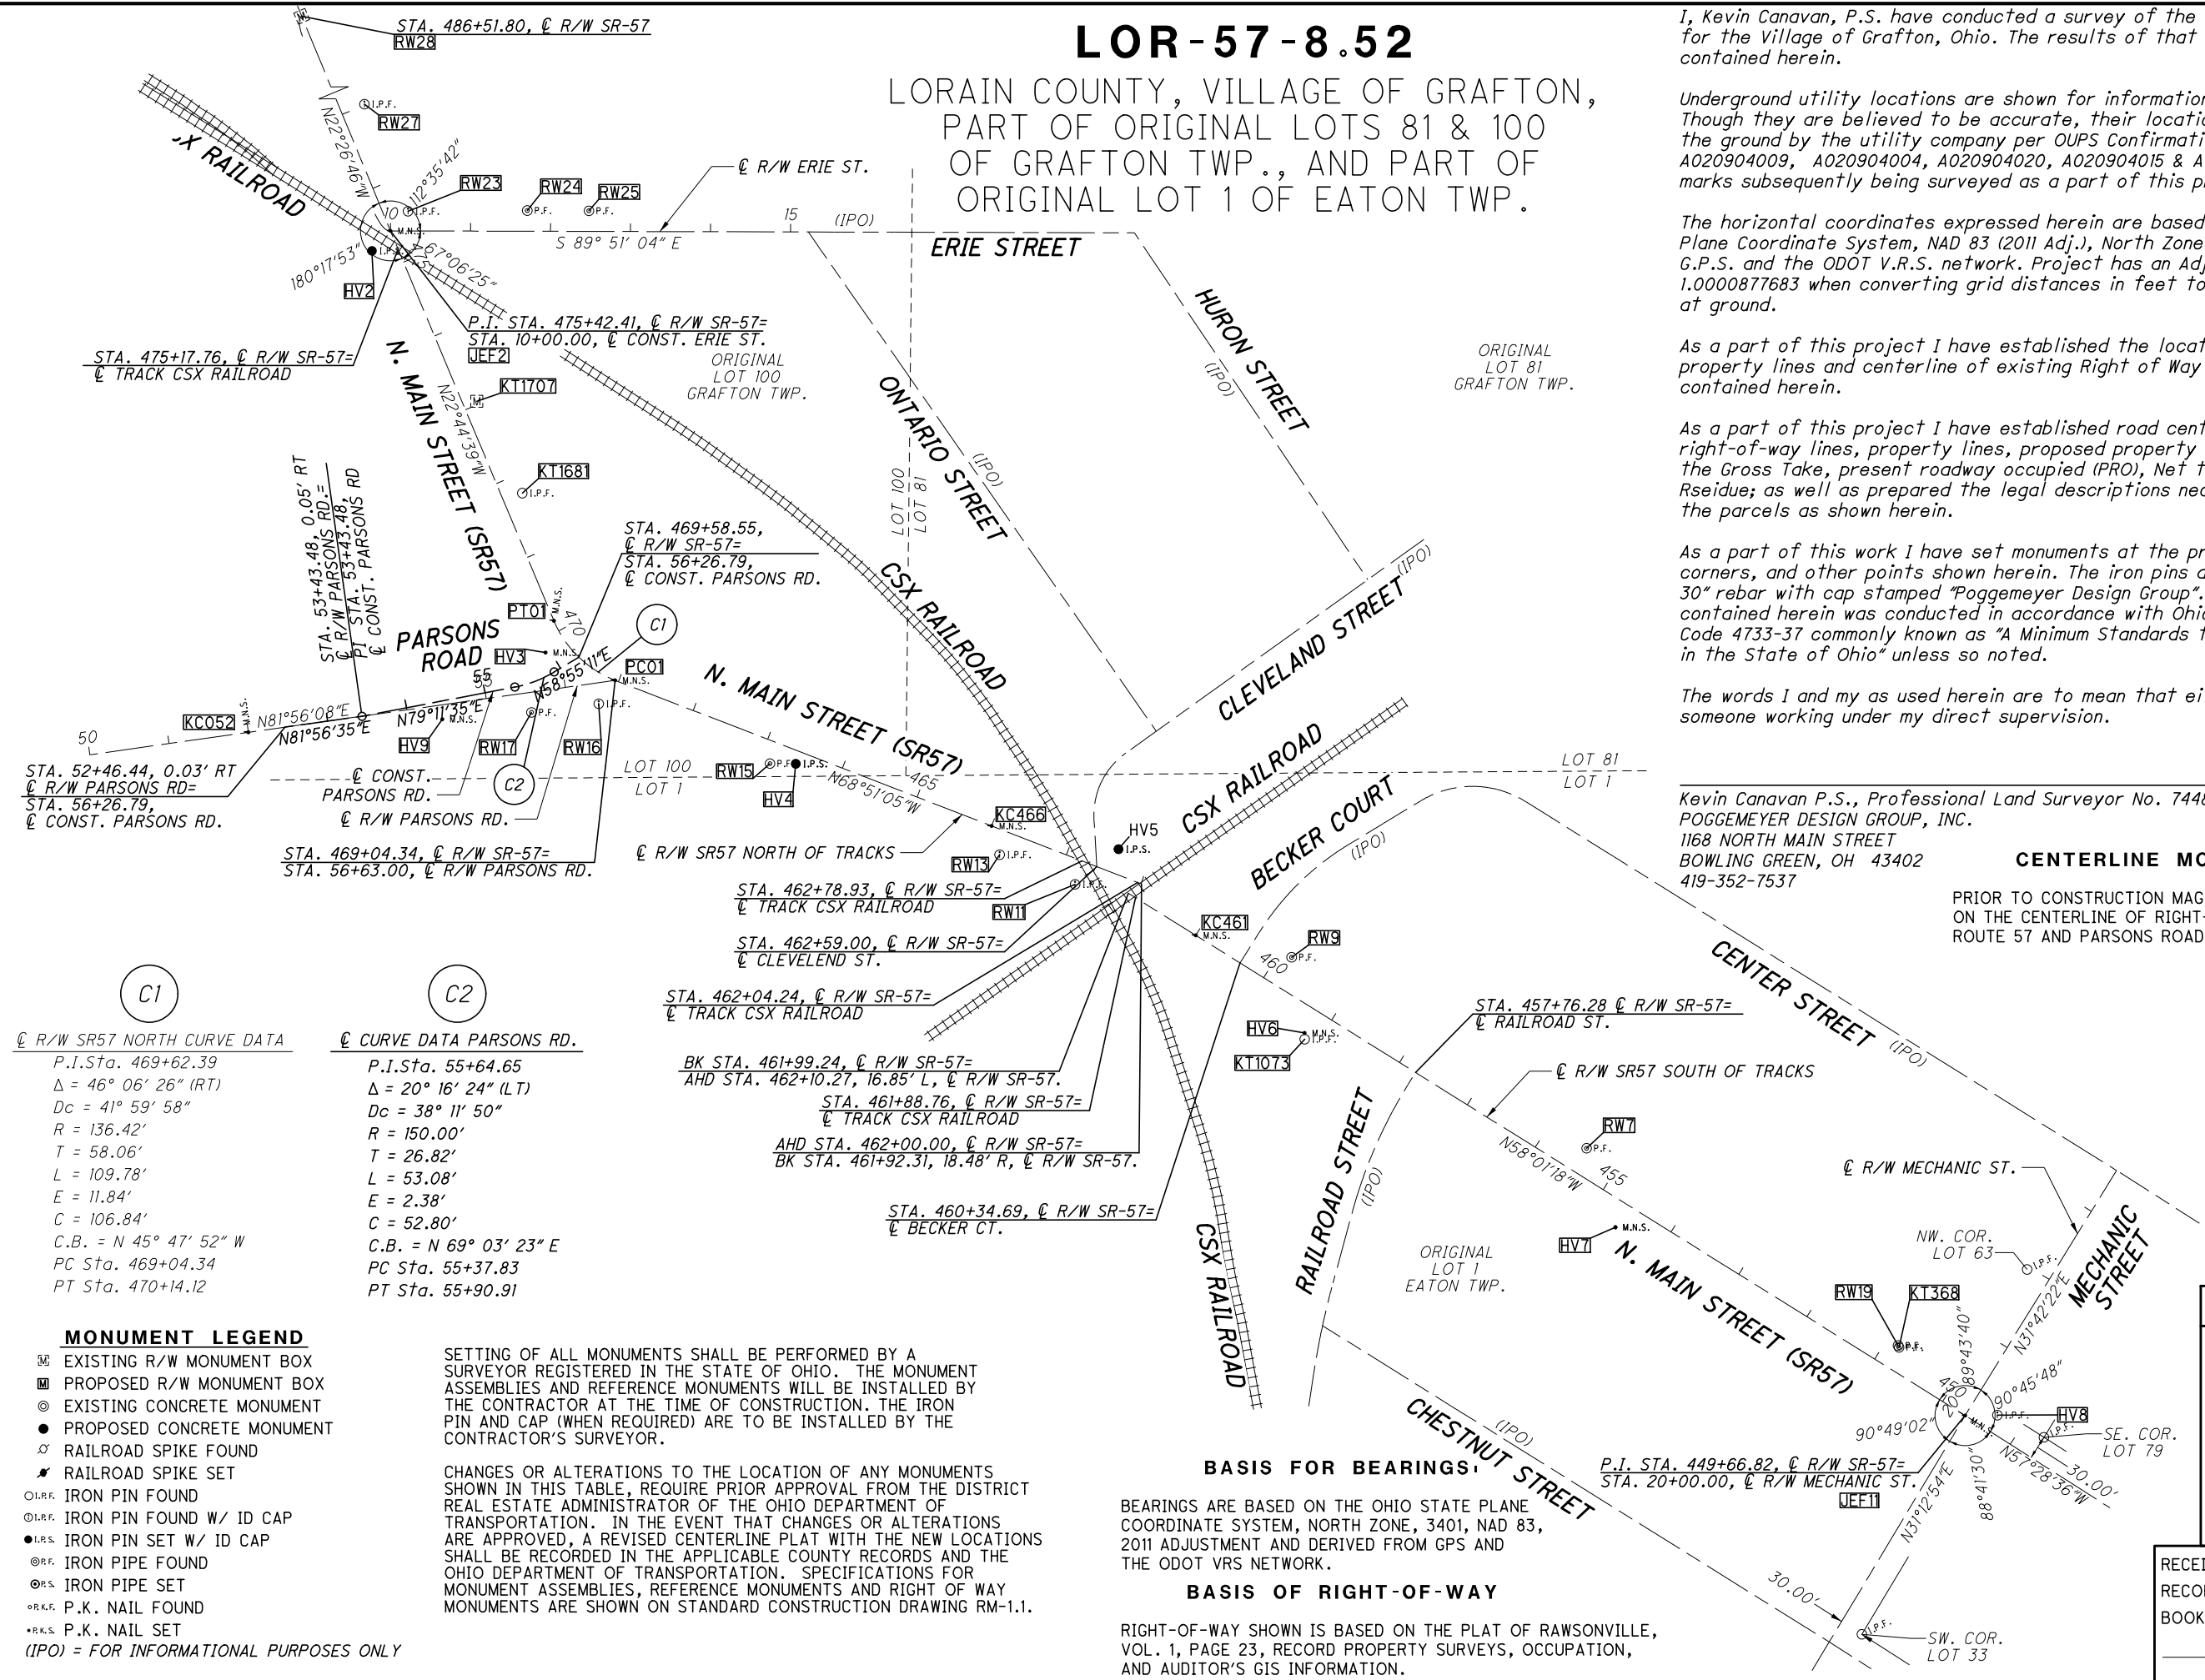 LOR-57-8.52
LORAIN COUNTY, VILLAGE OF GRAFTON,
PART OF ORIGINAL LOTS 81 & 100
OF GRAFTON TWP., AND PART OF
ORIGINAL LOT 1 OF EATON TWP.
STA. 486+51.80, ℄ R/W SR-57
RW28
I.P.F.
RW27
N22°26'46"W
112°35'42"
X RAILROAD
RW23
I.P.F.
RW24
P.F.
RW25
P.F.
℄ R/W ERIE ST.
10
M.N.S.
15
(IPO)
S 89° 51' 04" E
ERIE STREET
180°17'53"
67°06'25"
HV2
P.I. STA. 475+42.41, ℄ R/W SR-57=
STA. 10+00.00, ℄ CONST. ERIE ST.
JEF2
STA. 475+17.76, ℄ R/W SR-57=
℄ TRACK CSX RAILROAD
ORIGINAL
LOT 100
GRAFTON TWP.
HURON STREET
(IPO)
ORIGINAL
LOT 81
GRAFTON TWP.
N. MAIN STREET (SR57)
N22°44'39"W
KT1707
KT1681
I.P.F.
ONTARIO STREET
(IPO)
LOT 100
LOT 81
STA. 53+43.48, 0.05' RT
℄ R/W PARSONS RD.=
PI STA. 53+43.48,
℄ CONST. PARSONS RD
STA. 469+58.55,
℄ R/W SR-57=
STA. 56+26.79,
℄ CONST. PARSONS RD.
CSX RAILROAD
CLEVELAND STREET
(IPO)
PT01
M.N.S.
470
C1
PARSONS
ROAD
HV3
M.N.S.
PC01
M.N.S.
55
55
N58°55'11"E
N. MAIN STREET (SR57)
KC052
M.N.S.
N81°56'08"E
N81°56'35"E
N79°11'35"E
HV9
M.N.S.
RW17
P.F.
RW16
I.P.F.
50
STA. 52+46.44, 0.03' RT
℄ R/W PARSONS RD=
STA. 56+26.79,
℄ CONST. PARSONS RD.
℄ CONST.
PARSONS RD.
C2
℄ R/W PARSONS RD.
LOT 100
LOT 1
RW15
P.F.
I.P.S.
HV4
N68°51'05"W
465
LOT 81
LOT 1
CSX RAILROAD
BECKER COURT
(IPO)
STA. 469+04.34, ℄ R/W SR-57=
STA. 56+63.00, ℄ R/W PARSONS RD.
℄ R/W SR57 NORTH OF TRACKS
KC466
M.N.S.
RW13
I.P.F.
HV5
I.P.S.
STA. 462+78.93, ℄ R/W SR-57=
℄ TRACK CSX RAILROAD
RW11
I.P.F.
STA. 462+59.00, ℄ R/W SR-57=
℄ CLEVELEND ST.
KC461
M.N.S.
RW9
P.F.
460
STA. 462+04.24, ℄ R/W SR-57=
℄ TRACK CSX RAILROAD
HV6
M.N.S.
I.P.F.
KT1073
STA. 457+76.28 ℄ R/W SR-57=
℄ RAILROAD ST.
CENTER STREET
(IPO)
BK STA. 461+99.24, ℄ R/W SR-57=
AHD STA. 462+10.27, 16.85' L, ℄ R/W SR-57.
℄ R/W SR57 SOUTH OF TRACKS
STA. 461+88.76, ℄ R/W SR-57=
℄ TRACK CSX RAILROAD
AHD STA. 462+00.00, ℄ R/W SR-57=
BK STA. 461+92.31, 18.48' R, ℄ R/W SR-57.
STA. 460+34.69, ℄ R/W SR-57=
℄ BECKER CT.
RAILROAD STREET
(IPO)
CSX RAILROAD
RW7
P.F.
455
N58°01'18"W
℄ R/W MECHANIC ST.
HV7
M.N.S.
ORIGINAL
LOT 1
EATON TWP.
N. MAIN STREET (SR57)
NW. COR.
LOT 63
I.P.F.
MECHANIC
STREET
N31°42'22"E
RW19
KT368
P.F.
450
20
89°43'40"
90°45'48"
90°49'02"
M.N.S.
I.P.F.
HV8
I.P.F.
SE. COR.
LOT 79
30.00'
N57°28'36"W
88°41'30"
N31°12'54"E
P.I. STA. 449+66.82, ℄ R/W SR-57=
STA. 20+00.00, ℄ R/W MECHANIC ST.
JEF11
CHESTNUT STREET
(IPO)
30.00'
I.P.F.
SW. COR.
LOT 33
C1
℄ R/W SR57 NORTH CURVE DATA
P.I.Sta. 469+62.39
Δ = 46° 06' 26" (RT)
Dc = 41° 59' 58"
R = 136.42'
T = 58.06'
L = 109.78'
E = 11.84'
C = 106.84'
C.B. = N 45° 47' 52" W
PC Sta. 469+04.34
PT Sta. 470+14.12
C2
℄ CURVE DATA PARSONS RD.
P.I.Sta. 55+64.65
Δ = 20° 16' 24" (LT)
Dc = 38° 11' 50"
R = 150.00'
T = 26.82'
L = 53.08'
E = 2.38'
C = 52.80'
C.B. = N 69° 03' 23" E
PC Sta. 55+37.83
PT Sta. 55+90.91
MONUMENT LEGEND
EXISTING R/W MONUMENT BOX
PROPOSED R/W MONUMENT BOX
EXISTING CONCRETE MONUMENT
PROPOSED CONCRETE MONUMENT
RAILROAD SPIKE FOUND
RAILROAD SPIKE SET
I.P.F. IRON PIN FOUND
I.P.F. IRON PIN FOUND W/ ID CAP
I.P.S. IRON PIN SET W/ ID CAP
P.F. IRON PIPE FOUND
P.S. IRON PIPE SET
P.K.F. P.K. NAIL FOUND
P.K.S. P.K. NAIL SET
(IPO) = FOR INFORMATIONAL PURPOSES ONLY
SETTING OF ALL MONUMENTS SHALL BE PERFORMED BY A
SURVEYOR REGISTERED IN THE STATE OF OHIO. THE MONUMENT
ASSEMBLIES AND REFERENCE MONUMENTS WILL BE INSTALLED BY
THE CONTRACTOR AT THE TIME OF CONSTRUCTION. THE IRON
PIN AND CAP (WHEN REQUIRED) ARE TO BE INSTALLED BY THE
CONTRACTOR'S SURVEYOR.
CHANGES OR ALTERATIONS TO THE LOCATION OF ANY MONUMENTS
SHOWN IN THIS TABLE, REQUIRE PRIOR APPROVAL FROM THE DISTRICT
REAL ESTATE ADMINISTRATOR OF THE OHIO DEPARTMENT OF
TRANSPORTATION. IN THE EVENT THAT CHANGES OR ALTERATIONS
ARE APPROVED, A REVISED CENTERLINE PLAT WITH THE NEW LOCATIONS
SHALL BE RECORDED IN THE APPLICABLE COUNTY RECORDS AND THE
OHIO DEPARTMENT OF TRANSPORTATION. SPECIFICATIONS FOR
MONUMENT ASSEMBLIES, REFERENCE MONUMENTS AND RIGHT OF WAY
MONUMENTS ARE SHOWN ON STANDARD CONSTRUCTION DRAWING RM-1.1.
BASIS FOR BEARINGS:
BEARINGS ARE BASED ON THE OHIO STATE PLANE
COORDINATE SYSTEM, NORTH ZONE, 3401, NAD 83,
2011 ADJUSTMENT AND DERIVED FROM GPS AND
THE ODOT VRS NETWORK.
BASIS OF RIGHT-OF-WAY
RIGHT-OF-WAY SHOWN IS BASED ON THE PLAT OF RAWSONVILLE,
VOL. 1, PAGE 23, RECORD PROPERTY SURVEYS, OCCUPATION,
AND AUDITOR'S GIS INFORMATION.
I, Kevin Canavan, P.S. have conducted a survey of the
for the Village of Grafton, Ohio. The results of that
contained herein.
Underground utility locations are shown for information
Though they are believed to be accurate, their locati
the ground by the utility company per OUPS Confirmati
A020904009, A020904004, A020904020, A020904015 & A
marks subsequently being surveyed as a part of this p
The horizontal coordinates expressed herein are based
Plane Coordinate System, NAD 83 (2011 Adj.), North Zone
G.P.S. and the ODOT V.R.S. network. Project has an Adj
1.0000877683 when converting grid distances in feet to
at ground.
As a part of this project I have established the locat
property lines and centerline of existing Right of Way
contained herein.
As a part of this project I have established road cent
right-of-way lines, property lines, proposed property
the Gross Take, present roadway occupied (PRO), Net t
Rseidue; as well as prepared the legal descriptions nec
the parcels as shown herein.
As a part of this work I have set monuments at the pr
corners, and other points shown herein. The iron pins a
30" rebar with cap stamped "Poggemeyer Design Group".
contained herein was conducted in accordance with Ohio
Code 4733-37 commonly known as "A Minimum Standards f
in the State of Ohio" unless so noted.
The words I and my as used herein are to mean that ei
someone working under my direct supervision.
Kevin Canavan P.S., Professional Land Surveyor No. 7448
POGGEMEYER DESIGN GROUP, INC.
1168 NORTH MAIN STREET
BOWLING GREEN, OH 43402
419-352-7537
CENTERLINE MO
PRIOR TO CONSTRUCTION MAG
ON THE CENTERLINE OF RIGHT-
ROUTE 57 AND PARSONS ROAD
RECEI
RECOR
BOOK